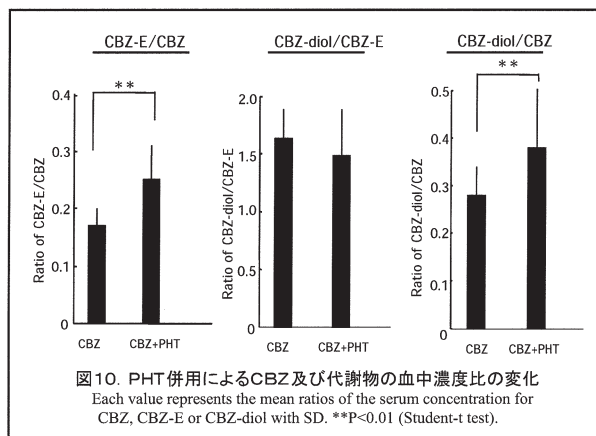 CBZ-E/CBZ
**
0.4
0.3
0.2
0.1
0
Ratio of CBZ-E/CBZ
CBZ
CBZ+PHT
CBZ-diol/CBZ-E
2.0
1.5
1.0
1.5
0
Ratio of CBZ-diol/CBZ-E
CBZ
CBZ+PHT
CBZ-diol/CBZ
**
0.5
0.4
0.3
0.2
0.1
0
Ratio of CBZ-diol/CBZ
CBZ
CBZ+PHT
図10. PHT併用によるCBZ及び代謝物の血中濃度比の変化
Each value represents the mean ratios of the serum concentration for
CBZ, CBZ-E or CBZ-diol with SD. **P<0.01 (Student-t test).